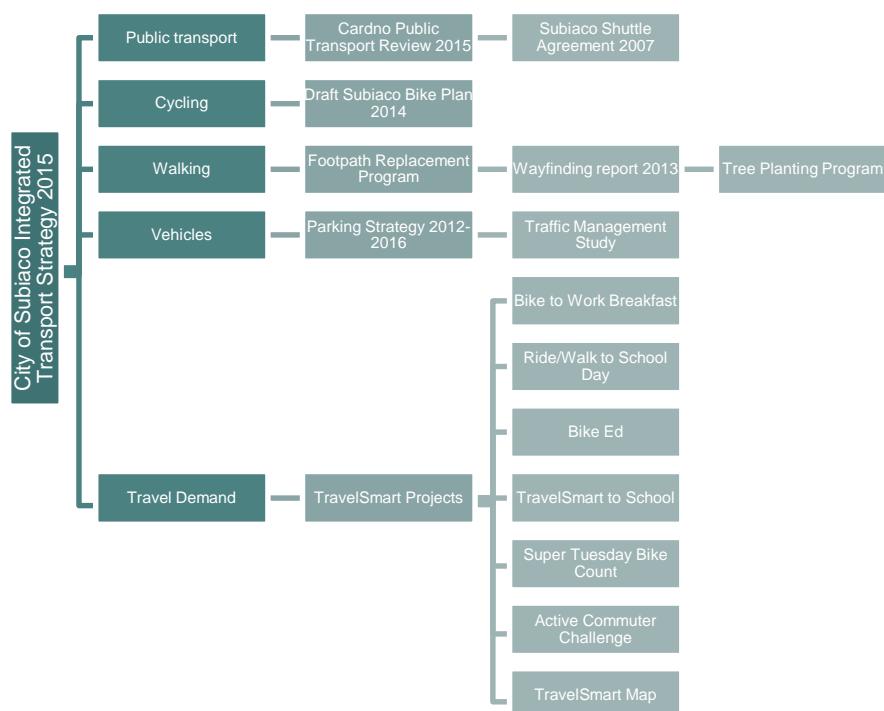 City of Subiaco Integrated
Transport Strategy 2015
Public transport
Cardno Public
Transport Review 2015
Subiaco Shuttle
Agreement 2007
Cycling
Draft Subiaco Bike Plan
2014
Walking
Footpath Replacement
Program
Wayfinding report 2013
Tree Planting Program
Vehicles
Parking Strategy 2012-
2016
Traffic Management
Study
Travel Demand
TravelSmart Projects
Bike to Work Breakfast
Ride/Walk to School
Day
Bike Ed
TravelSmart to School
Super Tuesday Bike
Count
Active Commuter
Challenge
TravelSmart Map